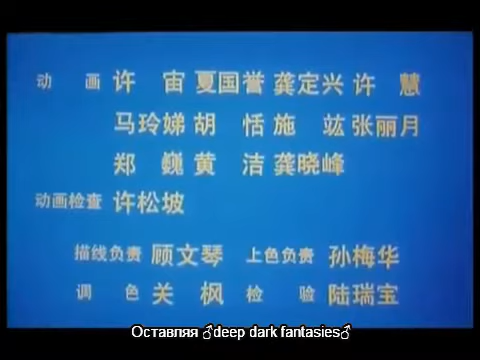 动 画 许 宙 夏国誉 龚定兴 许 慧
马玲娣 胡 恬 施 竑 张丽月
郑 巍 黄 洁 龚晓峰
动画检查 许松坡
描线负责 顾文琴 上色负责 孙梅华
调 色 关 枫 检 验 陆瑞宝
Оставляя ♂deep dark fantasies♂